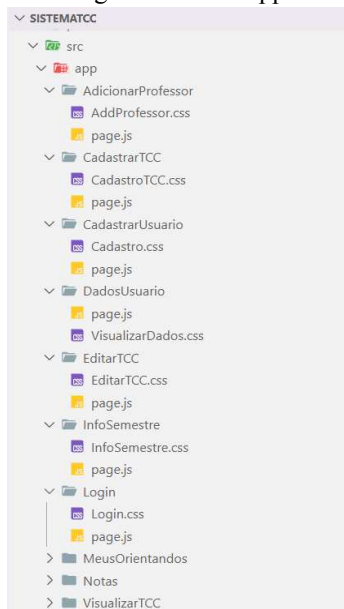 SISTEMATCC
src
app
AdicionarProfessor
AddProfessor.css
page.js
CadastrarTCC
CadastroTCC.css
page.js
CadastrarUsuario
Cadastro.css
page.js
DadosUsuario
page.js
VisualizarDados.css
EditarTCC
EditarTCC.css
page.js
InfoSemestre
InfoSemestre.css
page.js
Login
Login.css
page.js
MeusOrientandos
Notas
VisualizarTCC